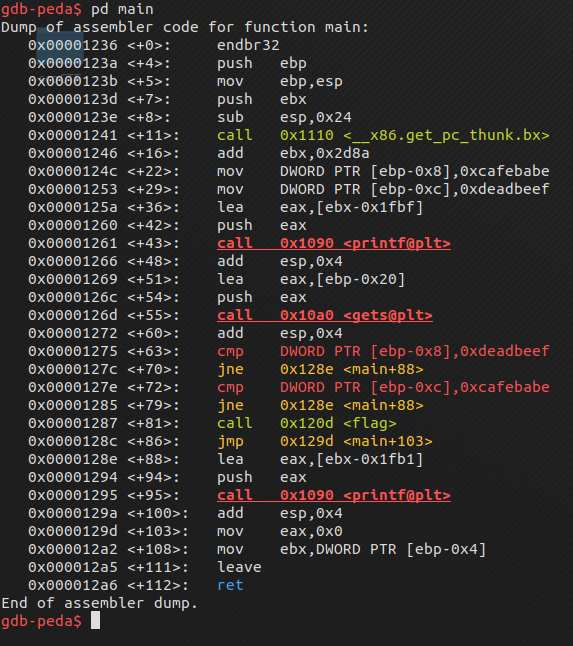 gdb-peda$ pd main
Dump of assembler code for function main:
   0x00001236 <+0>:     endbr32
   0x0000123a <+4>:     push   ebp
   0x0000123b <+5>:     mov    ebp,esp
   0x0000123d <+7>:     push   ebx
   0x0000123e <+8>:     sub    esp,0x24
   0x00001241 <+11>:    call   0x1110 <__x86.get_pc_thunk.bx>
   0x00001246 <+16>:    add    ebx,0x2d8a
   0x0000124c <+22>:    mov    DWORD PTR [ebp-0x8],0xcafebabe
   0x00001253 <+29>:    mov    DWORD PTR [ebp-0xc],0xdeadbeef
   0x0000125a <+36>:    lea    eax,[ebx-0x1fbf]
   0x00001260 <+42>:    push   eax
   0x00001261 <+43>:    call   0x1090 <printf@plt>
   0x00001266 <+48>:    add    esp,0x4
   0x00001269 <+51>:    lea    eax,[ebp-0x20]
   0x0000126c <+54>:    push   eax
   0x0000126d <+55>:    call   0x10a0 <gets@plt>
   0x00001272 <+60>:    add    esp,0x4
   0x00001275 <+63>:    cmp    DWORD PTR [ebp-0x8],0xdeadbeef
   0x0000127c <+70>:    jne    0x128e <main+88>
   0x0000127e <+72>:    cmp    DWORD PTR [ebp-0xc],0xcafebabe
   0x00001285 <+79>:    jne    0x128e <main+88>
   0x00001287 <+81>:    call   0x120d <flag>
   0x0000128c <+86>:    jmp    0x129d <main+103>
   0x0000128e <+88>:    lea    eax,[ebx-0x1fb1]
   0x00001294 <+94>:    push   eax
   0x00001295 <+95>:    call   0x1090 <printf@plt>
   0x0000129a <+100>:   add    esp,0x4
   0x0000129d <+103>:   mov    eax,0x0
   0x000012a2 <+108>:   mov    ebx,DWORD PTR [ebp-0x4]
   0x000012a5 <+111>:   leave
   0x000012a6 <+112>:   ret
End of assembler dump.
gdb-peda$